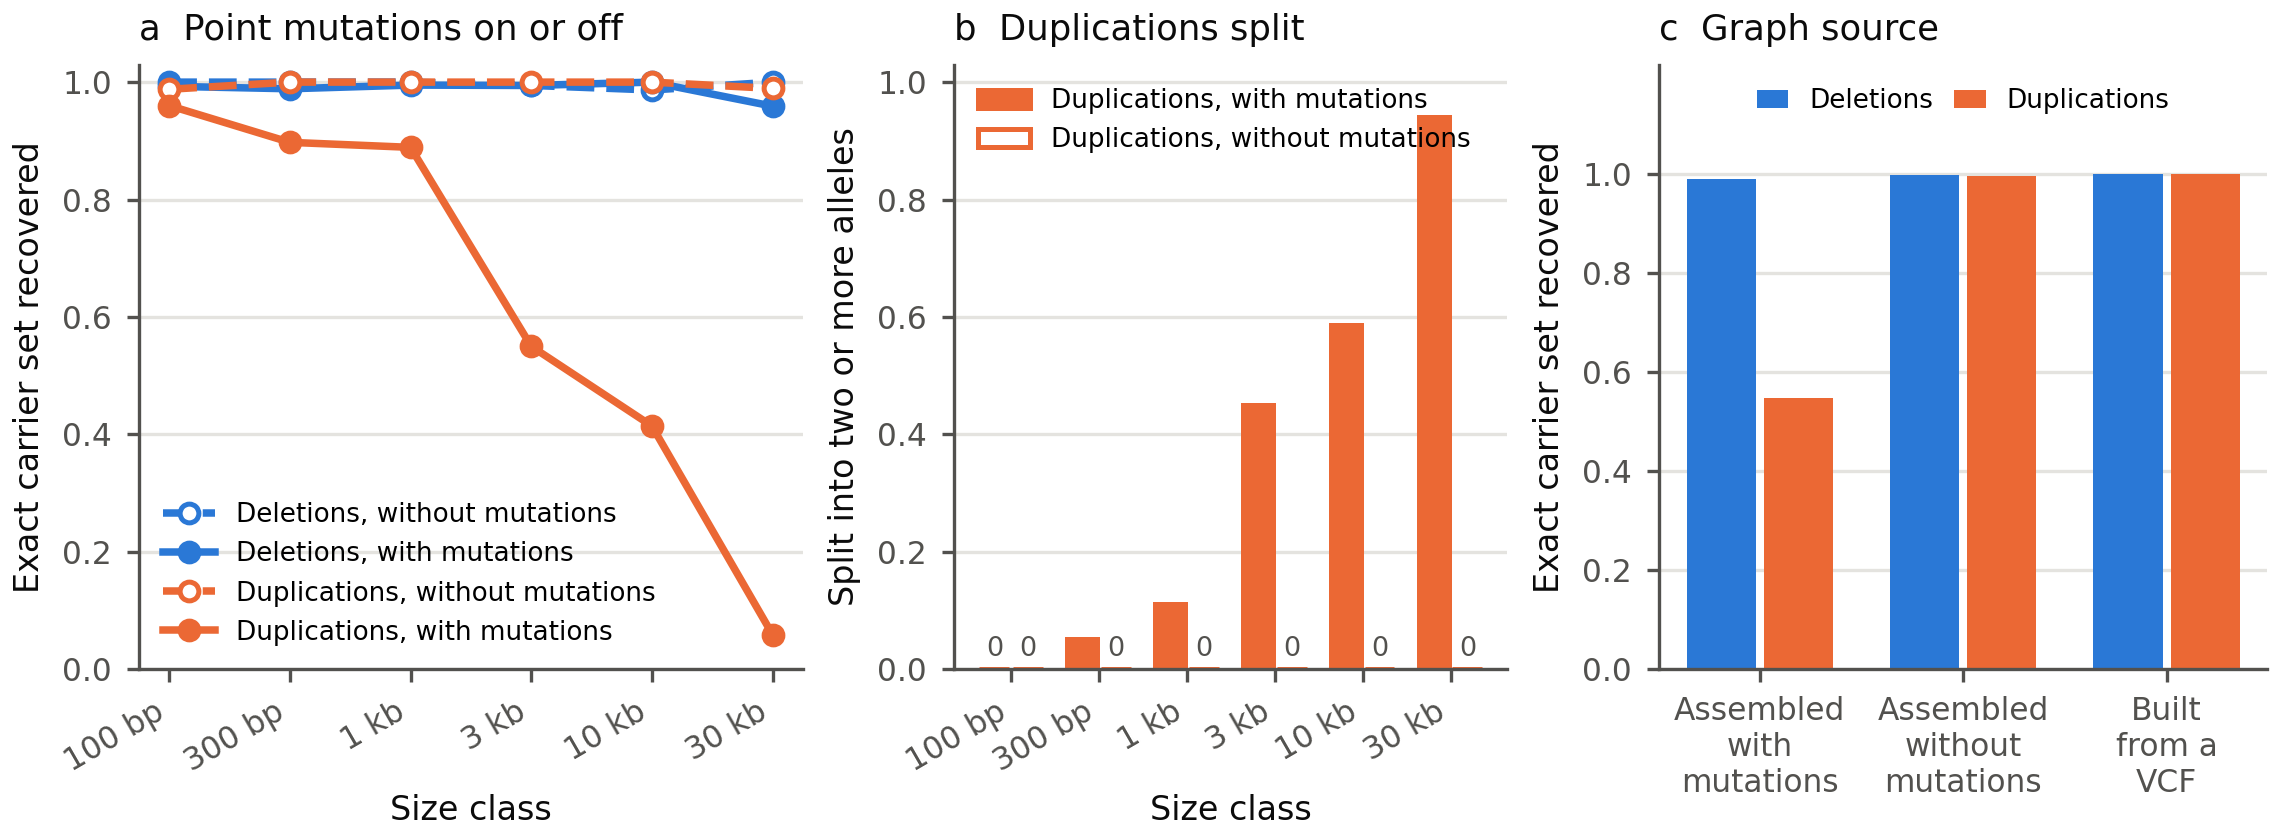 a  Point mutations on or off
Exact carrier set recovered
1.0
0.8
0.6
0.4
0.2
0.0
Deletions, without mutations
Deletions, with mutations
Duplications, without mutations
Duplications, with mutations
100 bp
300 bp
1 kb
3 kb
10 kb
30 kb
Size class
b  Duplications split
Split into two or more alleles
1.0
0.8
0.6
0.4
0.2
0.0
Duplications, with mutations
Duplications, without mutations
0 0 0 0 0 0 0
100 bp
300 bp
1 kb
3 kb
10 kb
30 kb
Size class
c  Graph source
Exact carrier set recovered
Deletions
Duplications
1.0
0.8
0.6
0.4
0.2
0.0
Assembled
with
mutations
Assembled
without
mutations
Built
from a
VCF